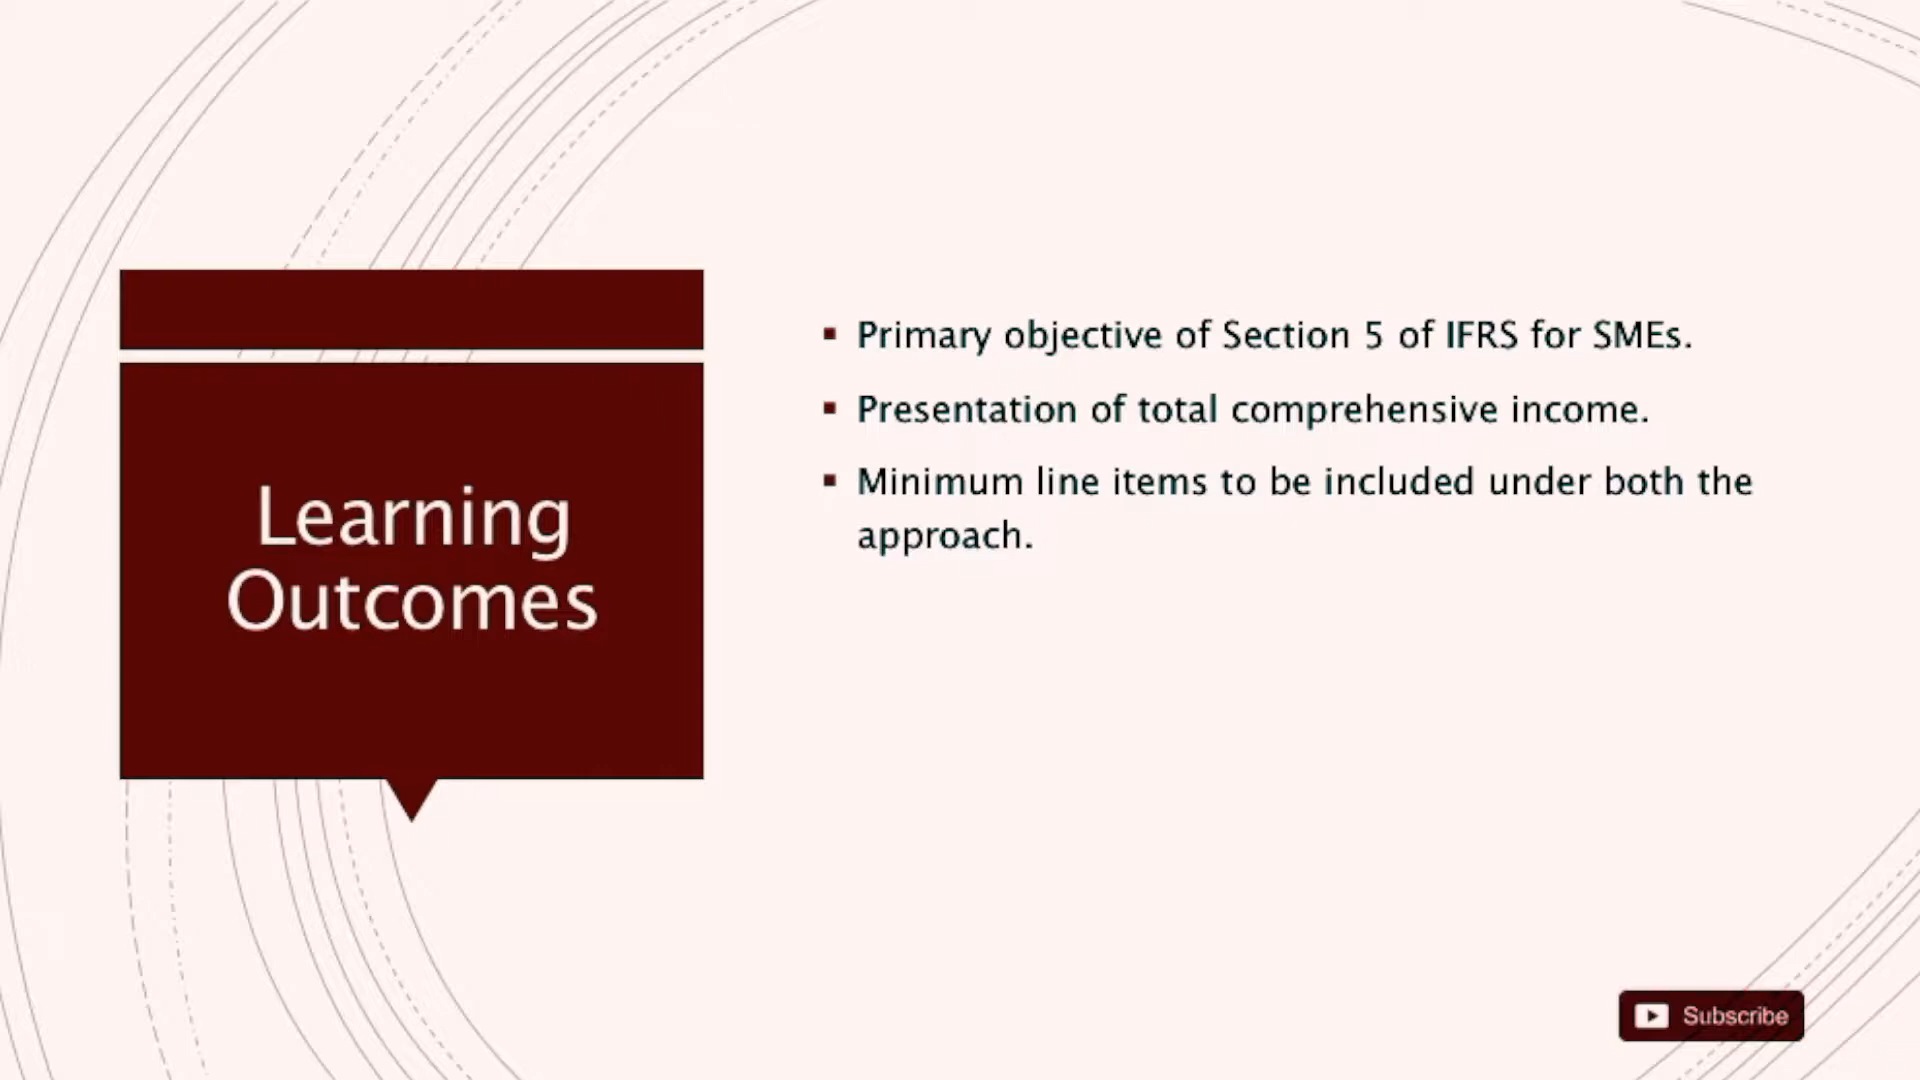 Learning
Outcomes
Primary objective of Section 5 of IFRS for SMEs.
Presentation of total comprehensive income.
Minimum line items to be included under both the
approach.
Subscribe